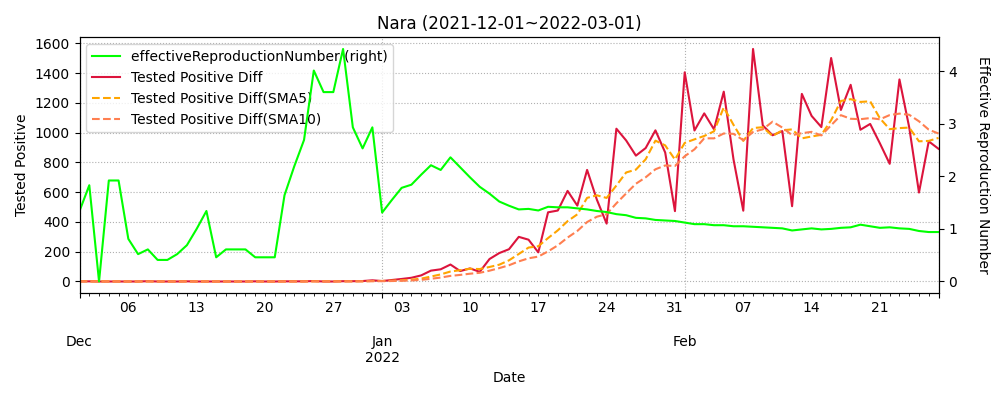 Nara (2021-12-01~2022-03-01)
effectiveReproductionNumber (right)
Tested Positive Diff
Tested Positive Diff(SMA5)
Tested Positive Diff(SMA10)
Tested Positive
1600
1400
1200
1000
800
600
400
200
0
Effective Reproduction Number
4
3
2
1
0
06 13 20 27 03 10 17 24 31 07 14 21
Dec Jan Feb
2022
Date